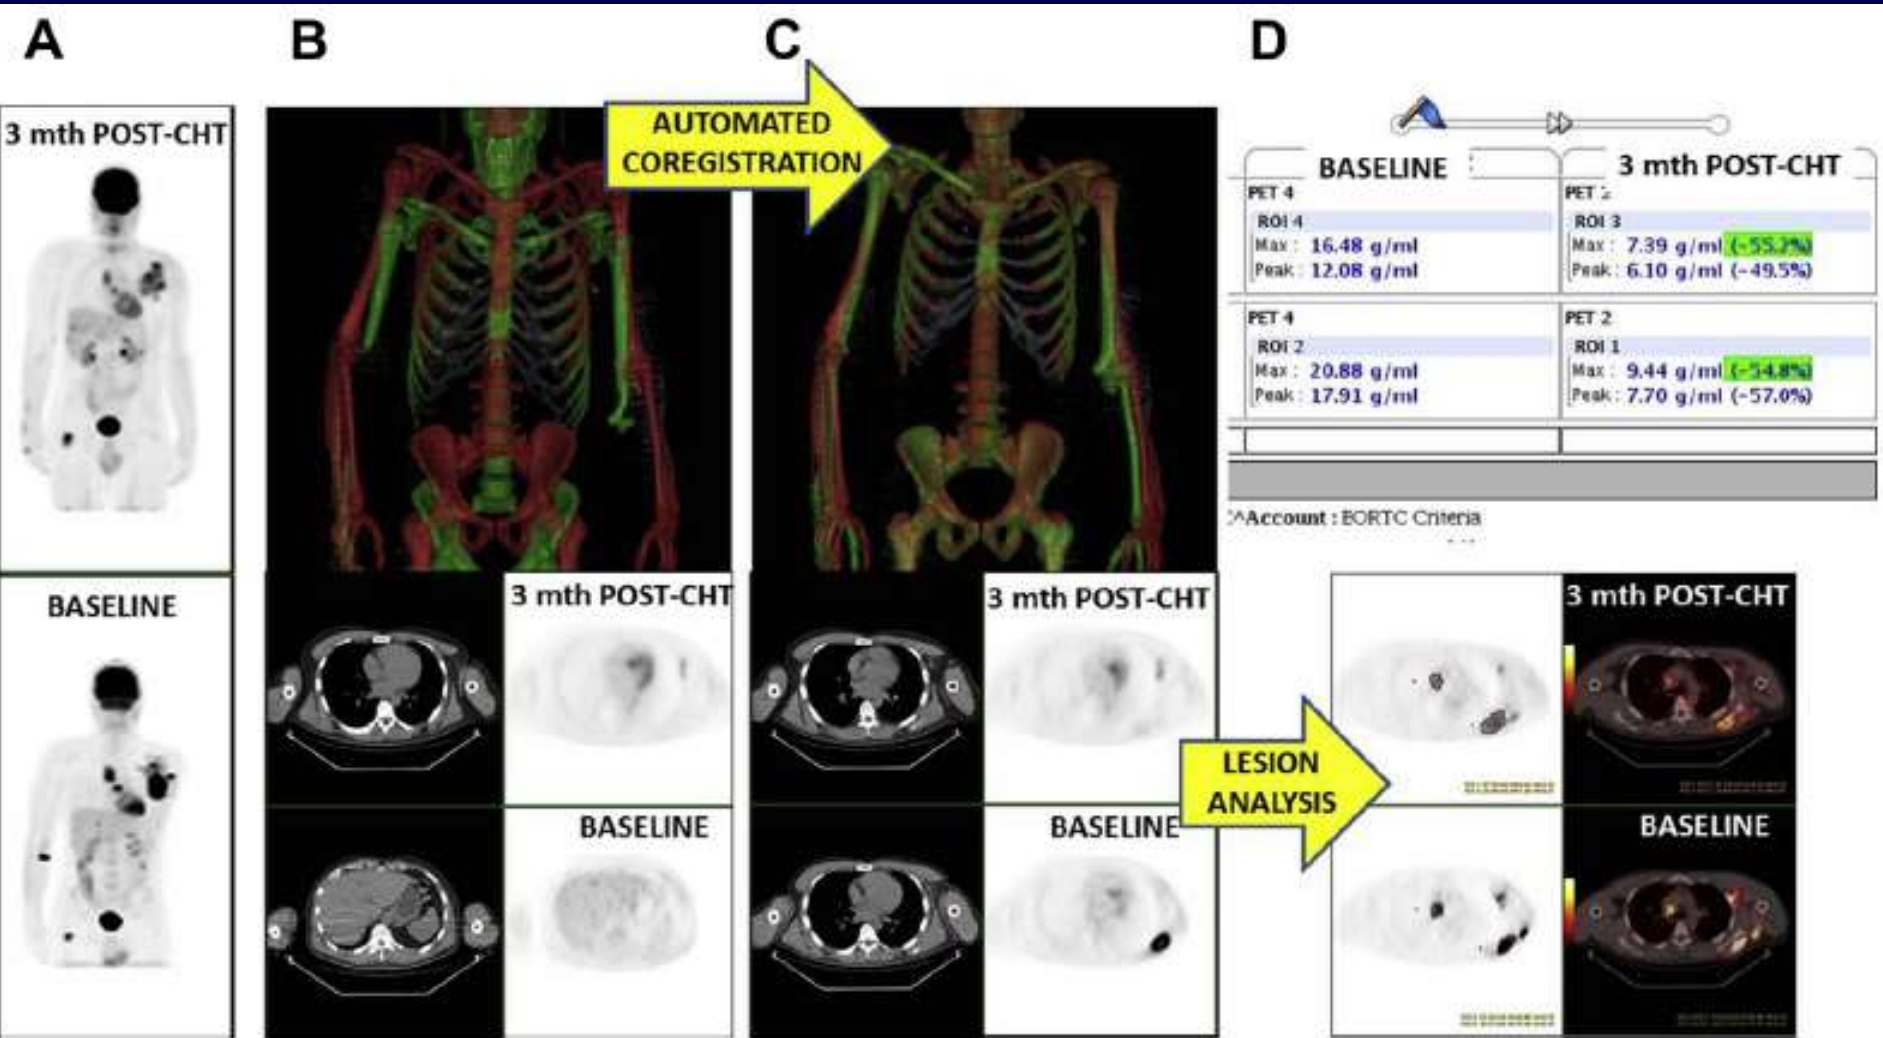 A
B
C
D
3 mth POST-CHT
BASELINE
AUTOMATED
COREGISTRATION
3 mth POST-CHT
BASELINE
3 mth POST-CHT
BASELINE
LESION
ANALYSIS
BASELINE
3 mth POST-CHT
PET 4
PET 2
ROI 4
ROI 3
Max : 16.48 g/ml
Max : 7.39 g/ml (-55.2%)
Peak : 12.08 g/ml
Peak : 6.10 g/ml (-49.5%)
PET 4
PET 2
ROI 2
ROI 1
Max : 20.88 g/ml
Max : 9.44 g/ml (-54.8%)
Peak : 17.91 g/ml
Peak : 7.70 g/ml (-57.0%)
:^Account : EORTC Criteria
3 mth POST-CHT
BASELINE